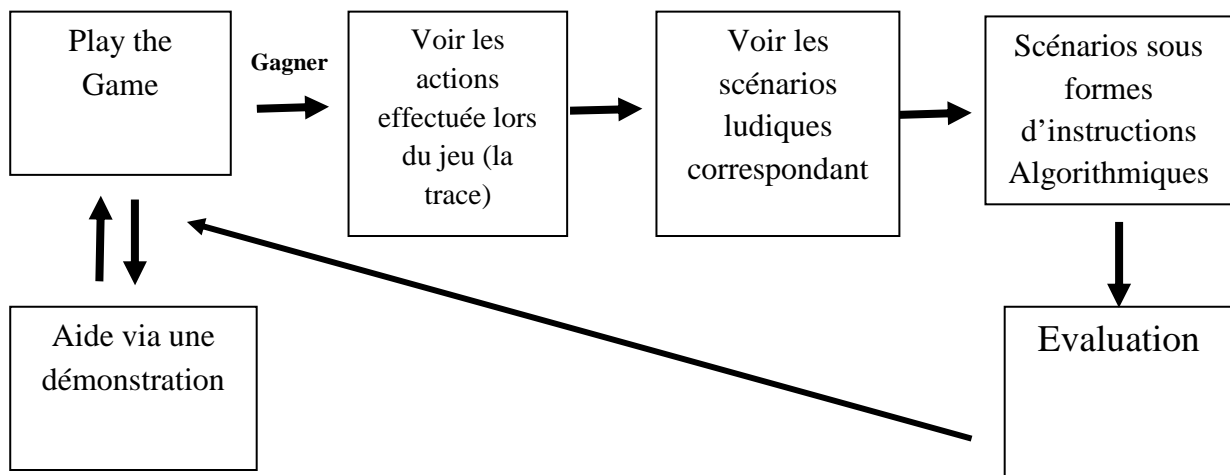 Play the
Game
Gagner
Voir les
actions
effectuée lors
du jeu (la
trace)
Voir les
scénarios
ludiques
correspondant
Scénarios sous
formes
d'instructions
Algorithmiques
Aide via une
démonstration
Evaluation